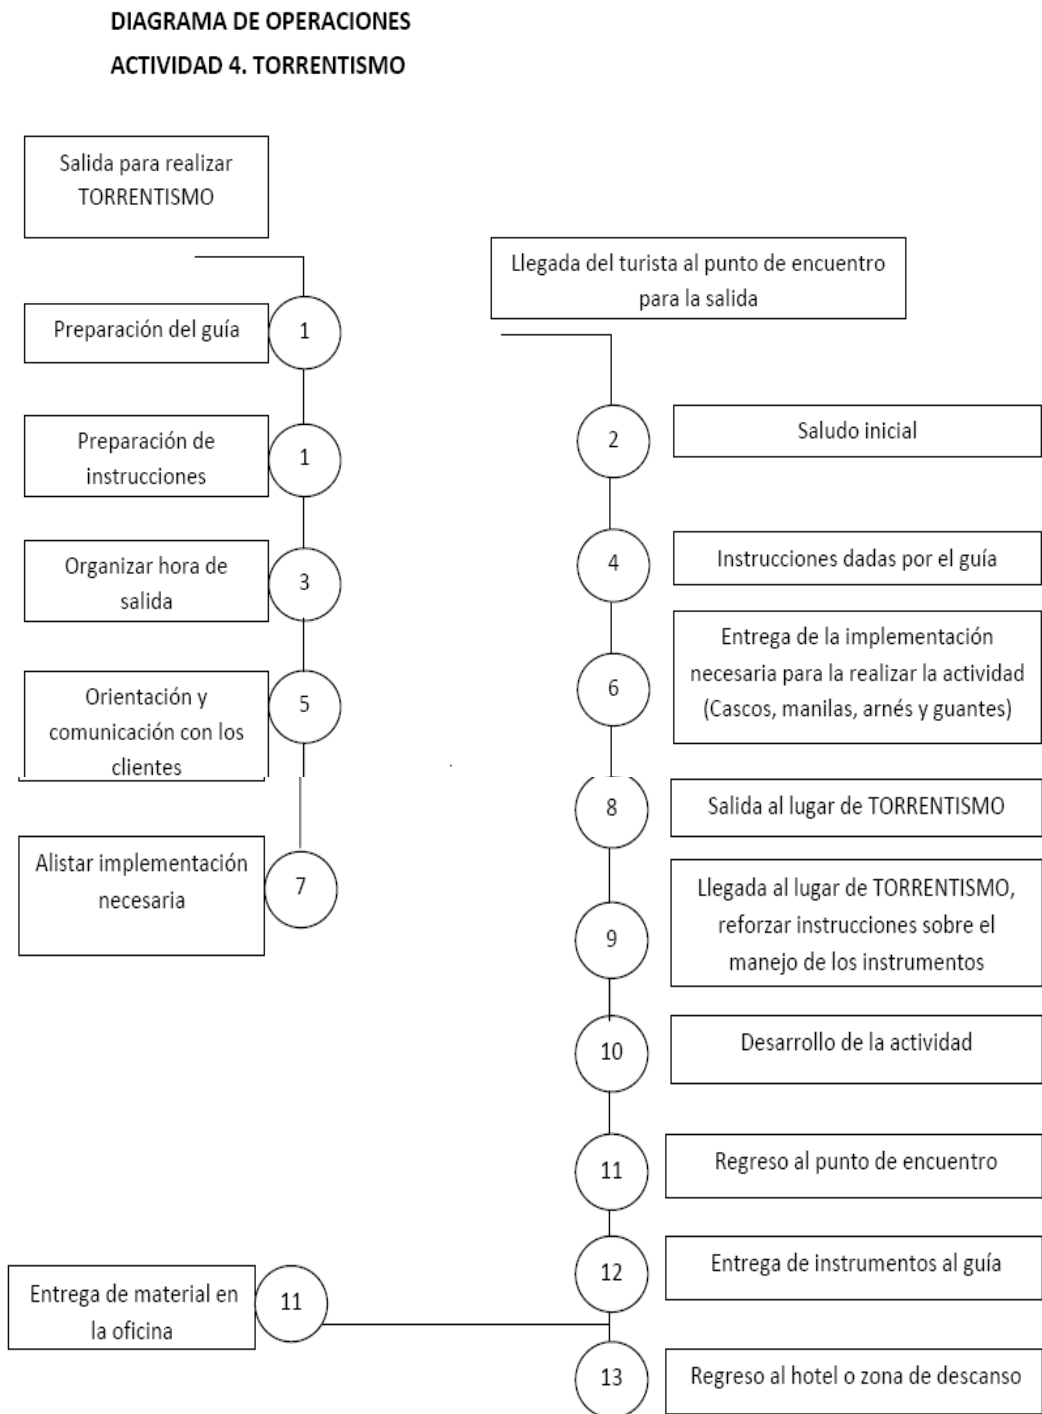 DIAGRAMA DE OPERACIONES
ACTIVIDAD 4. TORRENTISMO
Salida para realizar
TORRENTISMO
Preparación del guía
1
Preparación de
instrucciones
1
Organizar hora de
salida
3
Orientación y
comunicación con los
clientes
5
Alistar implementación
necesaria
7
Llegada del turista al punto de encuentro
para la salida
2
Saludo inicial
4
Instrucciones dadas por el guía
6
Entrega de la implementación
necesaria para la realizar la actividad
(Cascos, manilas, arnés y guantes)
8
Salida al lugar de TORRENTISMO
9
Llegada al lugar de TORRENTISMO,
reforzar instrucciones sobre el
manejo de los instrumentos
10
Desarrollo de la actividad
11
Regreso al punto de encuentro
12
Entrega de instrumentos al guía
Entrega de material en
la oficina
11
13
Regreso al hotel o zona de descanso